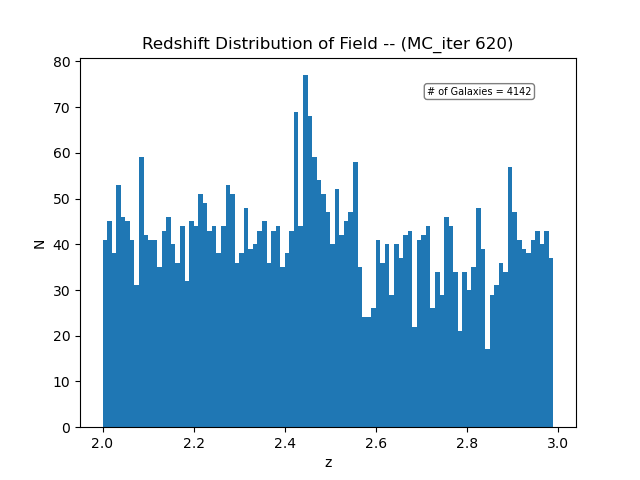 Redshift Distribution of Field -- (MC_iter 620)
# of Galaxies = 4142
N
80
70
60
50
40
30
20
10
0
2.0 2.2 2.4 2.6 2.8 3.0
z